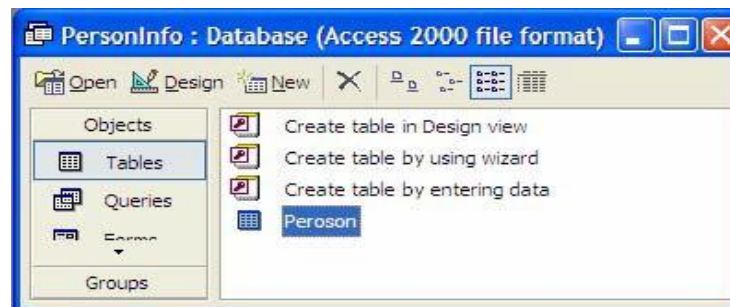 PersonInfo : Database (Access 2000 file format)
Open Design New
Objects
Tables
Queries
Forms
Groups
Create table in Design view
Create table by using wizard
Create table by entering data
Peroson